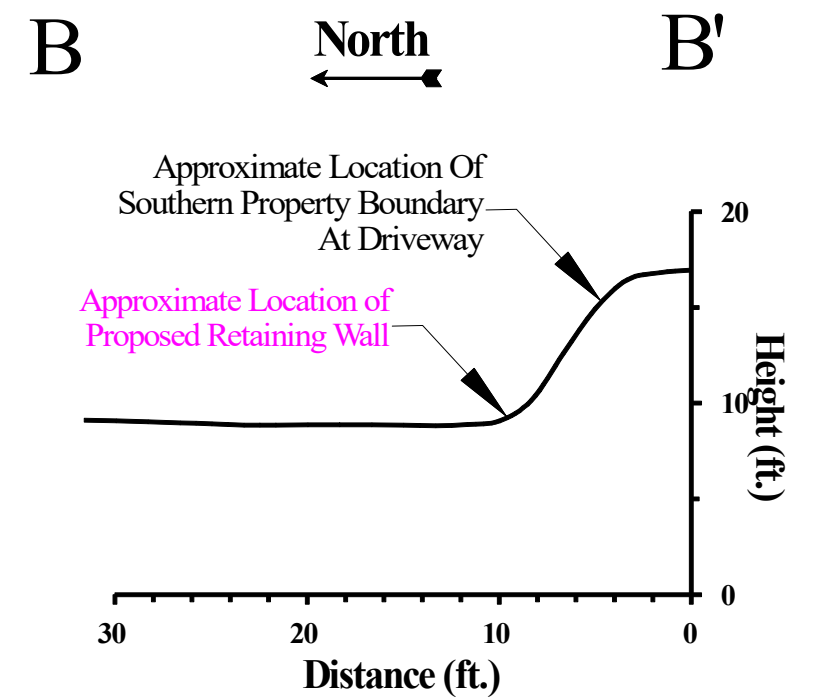 B
North
B'
Approximate Location Of
Southern Property Boundary
At Driveway
Approximate Location of
Proposed Retaining Wall
20
10
0
Height (ft.)
30 20 10 0
Distance (ft.)